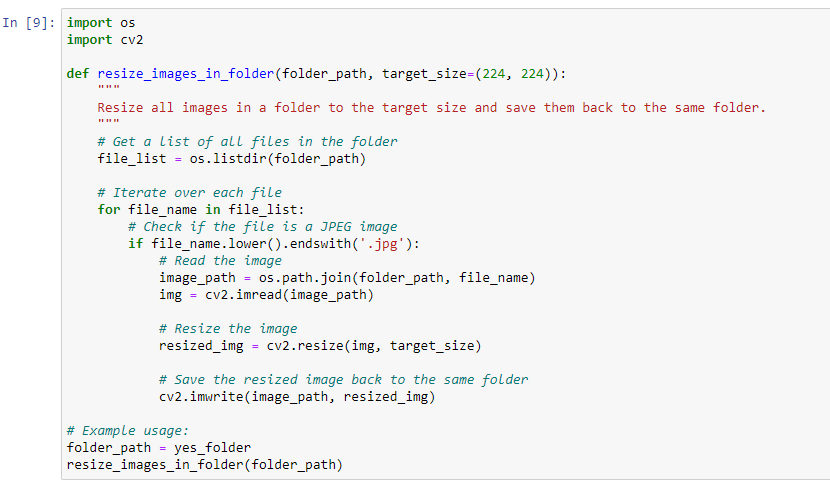 In [9]: import os
import cv2

def resize_images_in_folder(folder_path, target_size=(224, 224)):
    """
    Resize all images in a folder to the target size and save them back to the same folder.
    """
    # Get a list of all files in the folder
    file_list = os.listdir(folder_path)

    # Iterate over each file
    for file_name in file_list:
        # Check if the file is a JPEG image
        if file_name.lower().endswith('.jpg'):
            # Read the image
            image_path = os.path.join(folder_path, file_name)
            img = cv2.imread(image_path)

            # Resize the image
            resized_img = cv2.resize(img, target_size)

            # Save the resized image back to the same folder
            cv2.imwrite(image_path, resized_img)

# Example usage:
folder_path = yes_folder
resize_images_in_folder(folder_path)